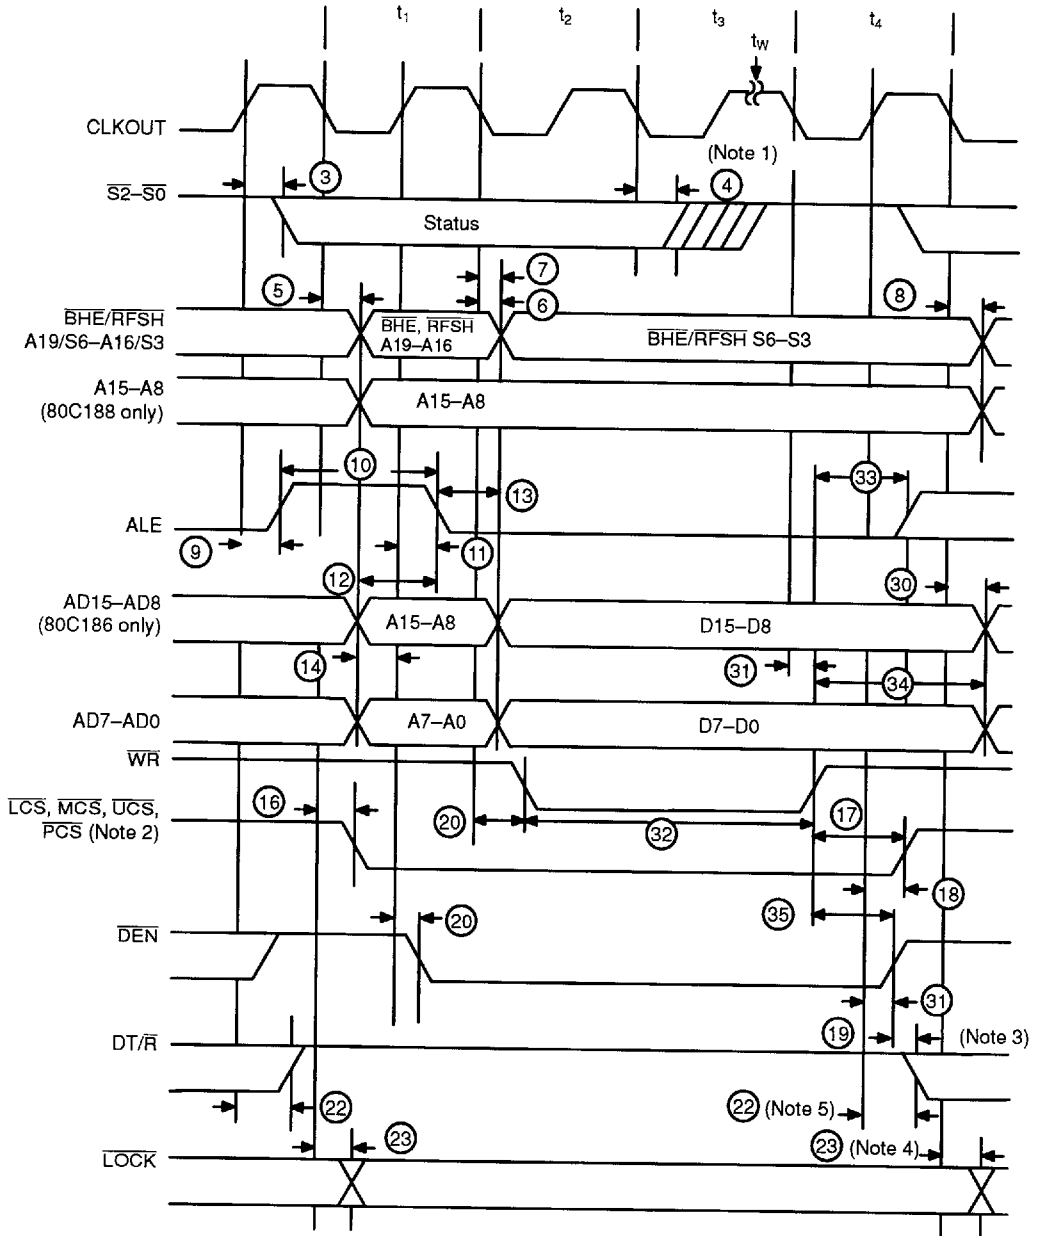 t1 t2 t3 t4
tW
CLKOUT
(Note 1)
3
4
S2–S0
Status
7
5
6
8
BHE/RFSH
A19/S6–A16/S3
BHE, RFSH
A19–A16
BHE/RFSH S6–S3
A15–A8
(80C188 only)
A15–A8
10
33
13
ALE
9
11
12
30
AD15–AD8
(80C186 only)
A15–A8
D15–D8
14
31
34
AD7–AD0
A7–A0
D7–D0
WR
LCS, MCS, UCS,
PCS (Note 2)
16
20
32
17
18
20
35
DEN
31
19
(Note 3)
DT/R
22
22 (Note 5)
23
23 (Note 4)
LOCK